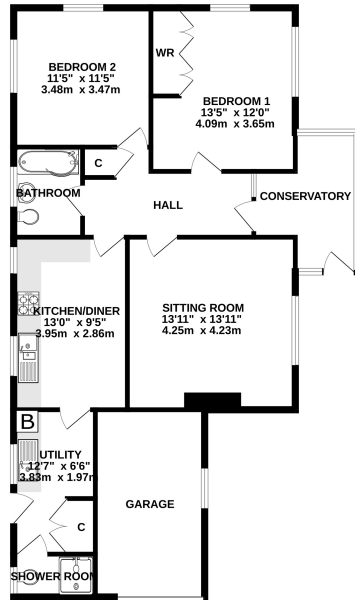 BEDROOM 2
11'5" x 11'5"
3.48m x 3.47m
WR
BEDROOM 1
13'5" x 12'0"
4.09m x 3.65m
C
BATHROOM
HALL
CONSERVATORY
KITCHEN/DINER
13'0" x 9'5"
3.95m x 2.86m
SITTING ROOM
13'11" x 13'11"
4.25m x 4.23m
B
UTILITY
12'7" x 6'6"
3.83m x 1.97m
GARAGE
C
SHOWER ROOM